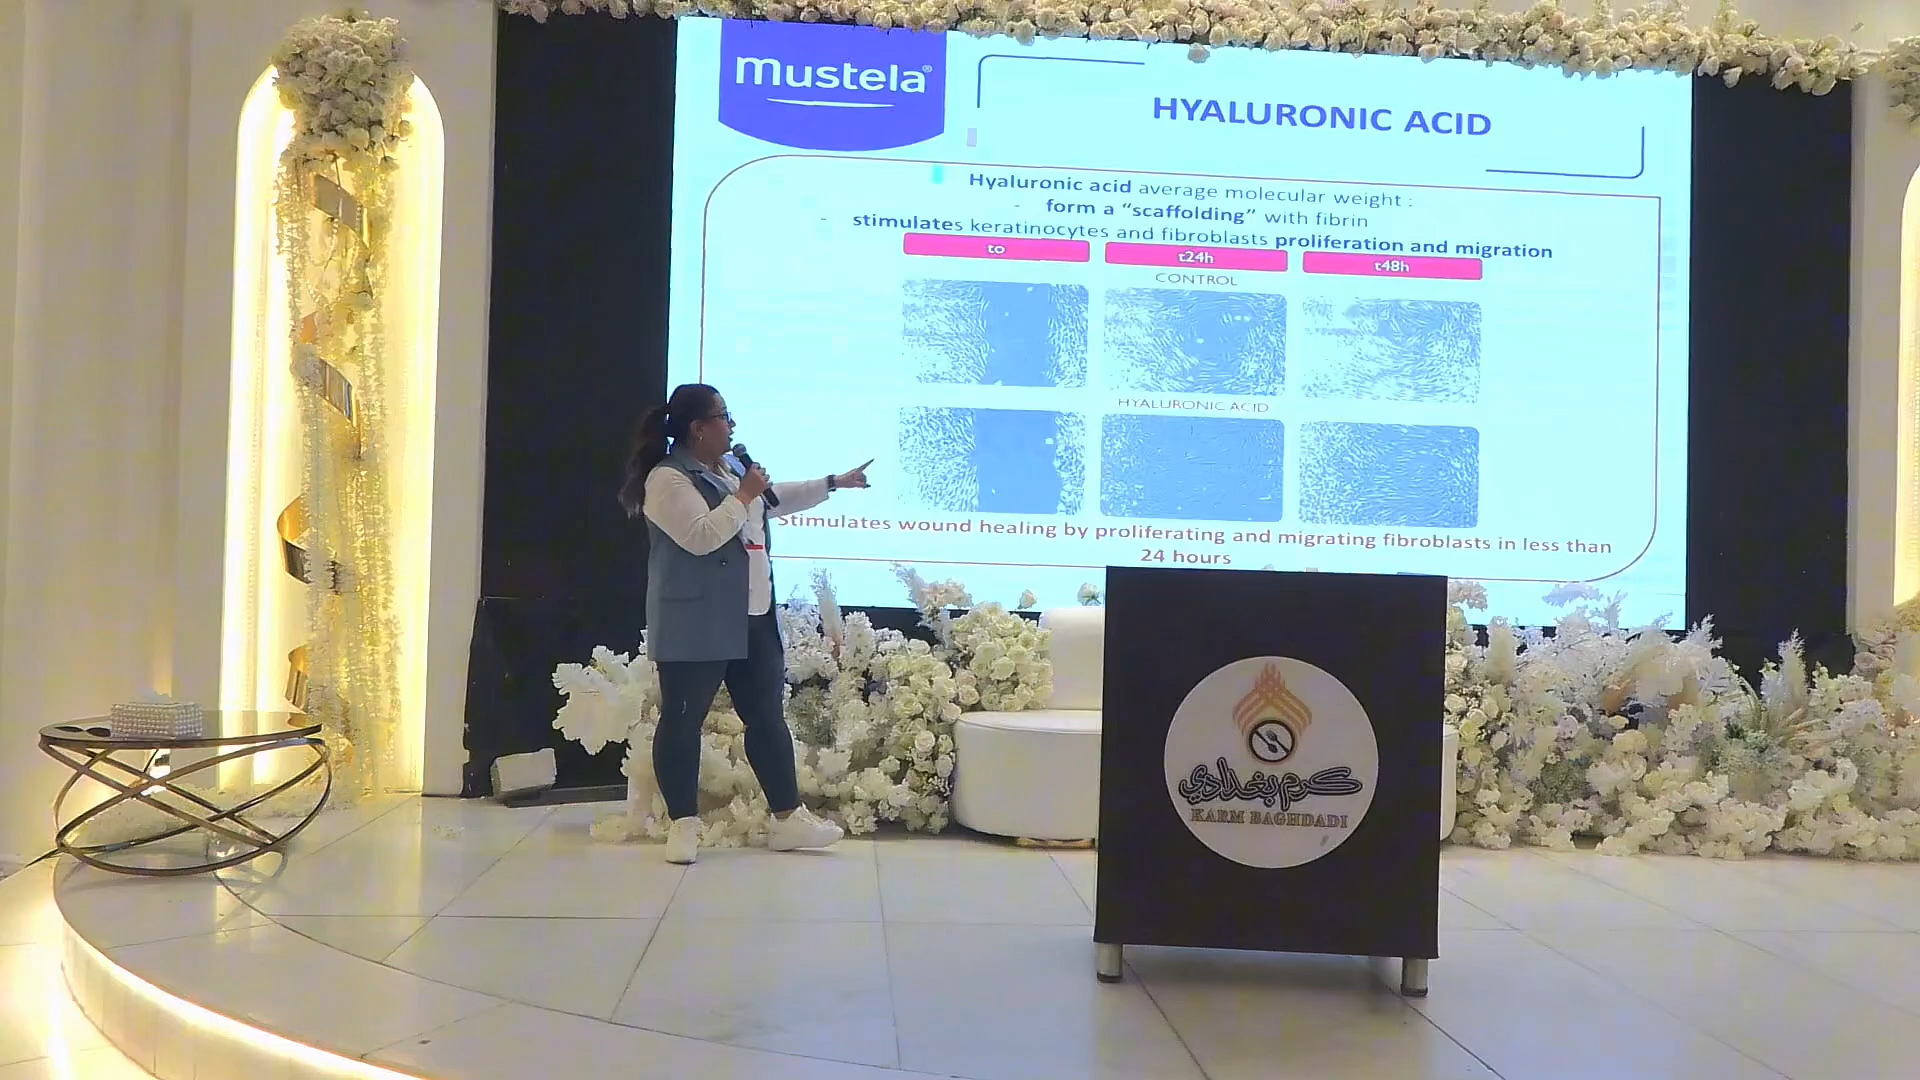 mustela®
HYALURONIC ACID
Hyaluronic acid average molecular weight :
- form a “scaffolding” with fibrin
- stimulates keratinocytes and fibroblasts proliferation and migration
t0 t24h t48h
CONTROL
HYALURONIC ACID
Stimulates wound healing by proliferating and migrating fibroblasts in less than
24 hours
كرم بغدادي
KARM BAGHDADI